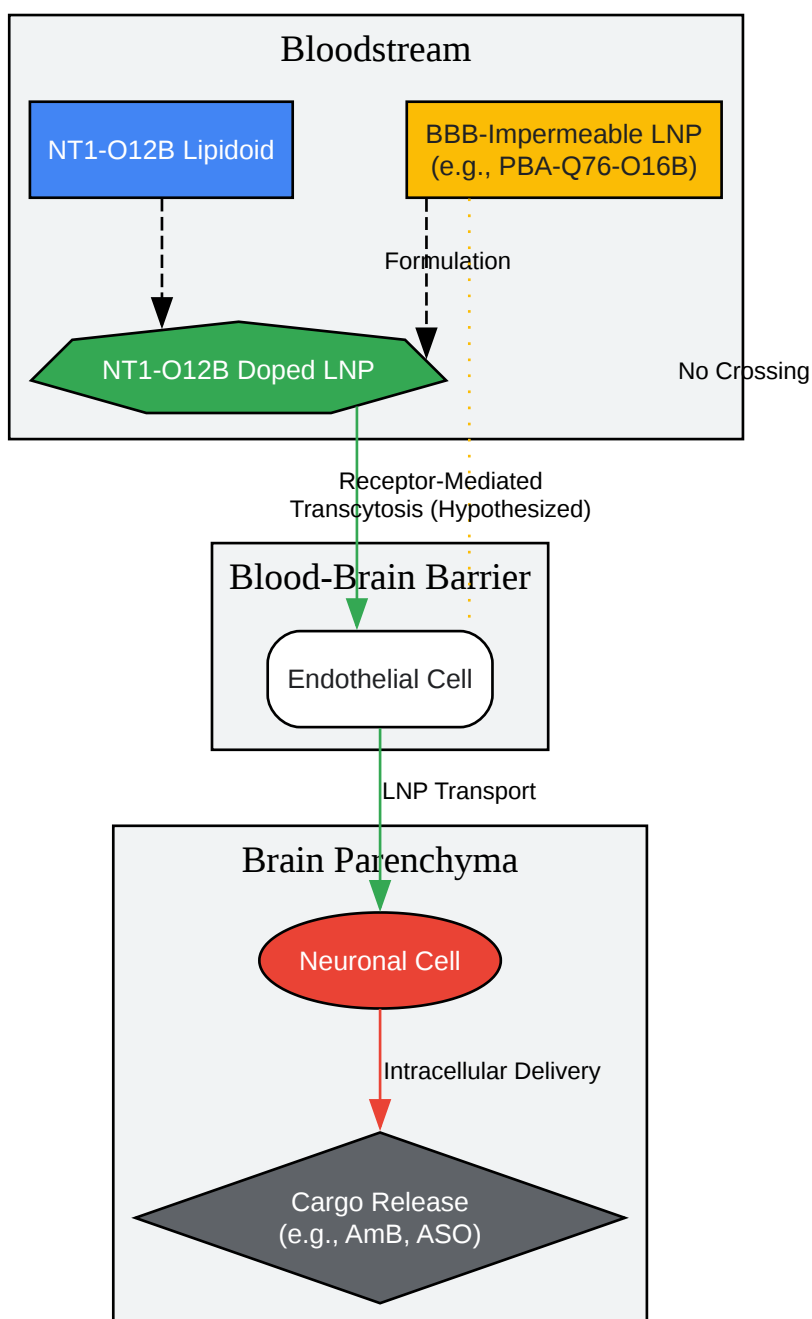 Bloodstream
NT1-O12B Lipidoid
BBB-Impermeable LNP
(e.g., PBA-Q76-O16B)
Formulation
NT1-O12B Doped LNP
No Crossing
Receptor-Mediated
Transcytosis (Hypothesized)
Blood-Brain Barrier
Endothelial Cell
LNP Transport
Brain Parenchyma
Neuronal Cell
Intracellular Delivery
Cargo Release
(e.g., AmB, ASO)